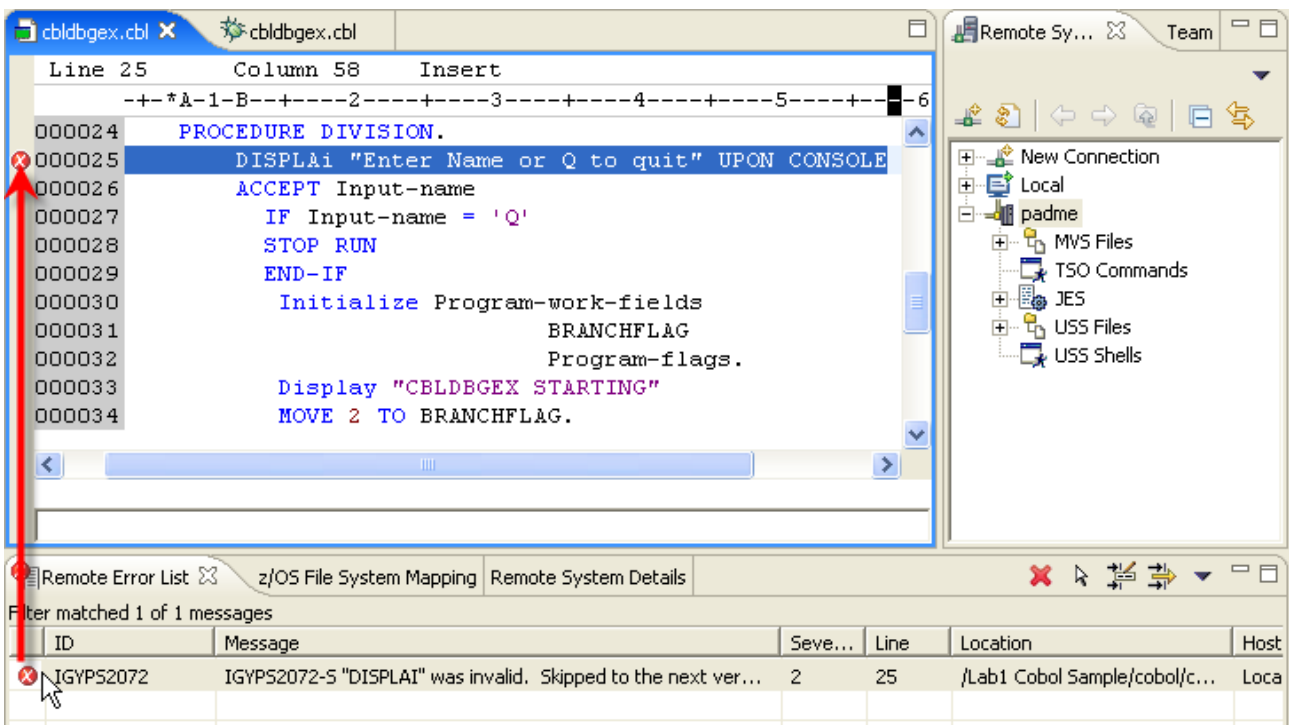 cbldbgex.cbl
cbldbgex.cbl
Remote Sy...
Team
Line 25 Column 58 Insert
-+-*A-1-B--+----2----+----3----+----4----+----5----+-- -6
000024 PROCEDURE DIVISION.
000025 DISPLAi "Enter Name or Q to quit" UPON CONSOLE
000026 ACCEPT Input-name
000027 IF Input-name = 'Q'
000028 STOP RUN
000029 END-IF
000030 Initialize Program-work-fields
000031 BRANCHFLAG
000032 Program-flags.
000033 Display "CBLDBGEX STARTING"
000034 MOVE 2 TO BRANCHFLAG.
New Connection
Local
padme
MVS Files
TSO Commands
JES
USS Files
USS Shells
Remote Error List
z/OS File System Mapping
Remote System Details
Filter matched 1 of 1 messages
ID Message Seve... Line Location Host
IGYPS2072 IGYPS2072-S "DISPLAI" was invalid. Skipped to the next ver... 2 25 /Lab1 Cobol Sample/cobol/c... Loca